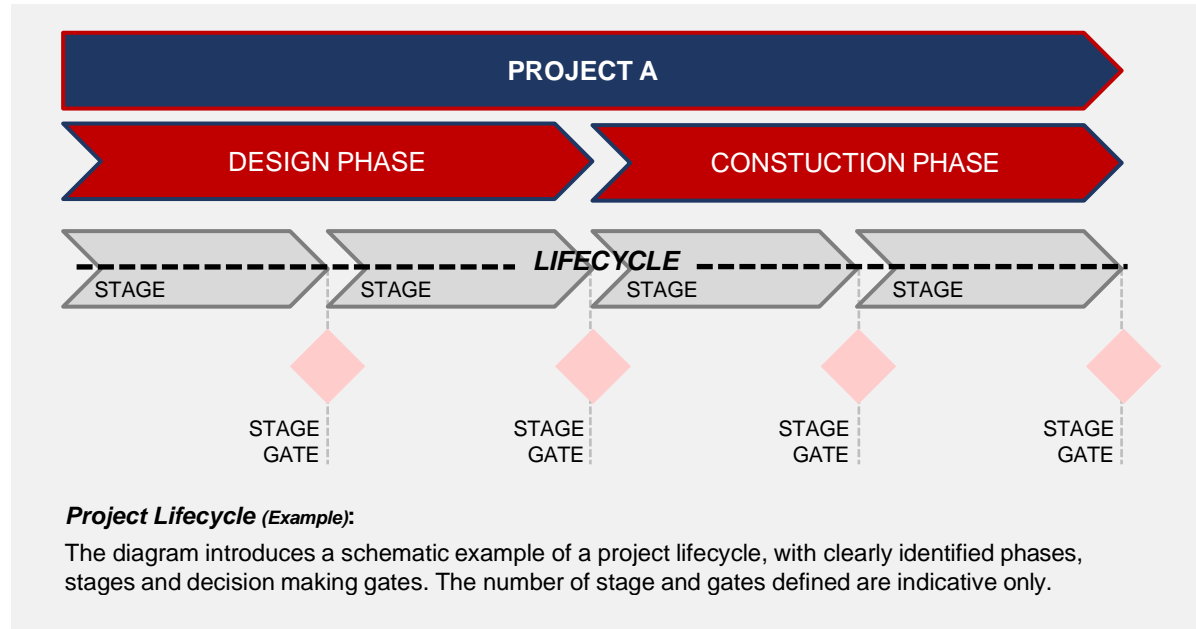 PROJECT A
DESIGN PHASE
CONSTUCTION PHASE
LIFECYCLE
STAGE
STAGE
STAGE
STAGE
STAGE
GATE
STAGE
GATE
STAGE
GATE
STAGE
GATE
Project Lifecycle (Example):
The diagram introduces a schematic example of a project lifecycle, with clearly identified phases,
stages and decision making gates. The number of stage and gates defined are indicative only.